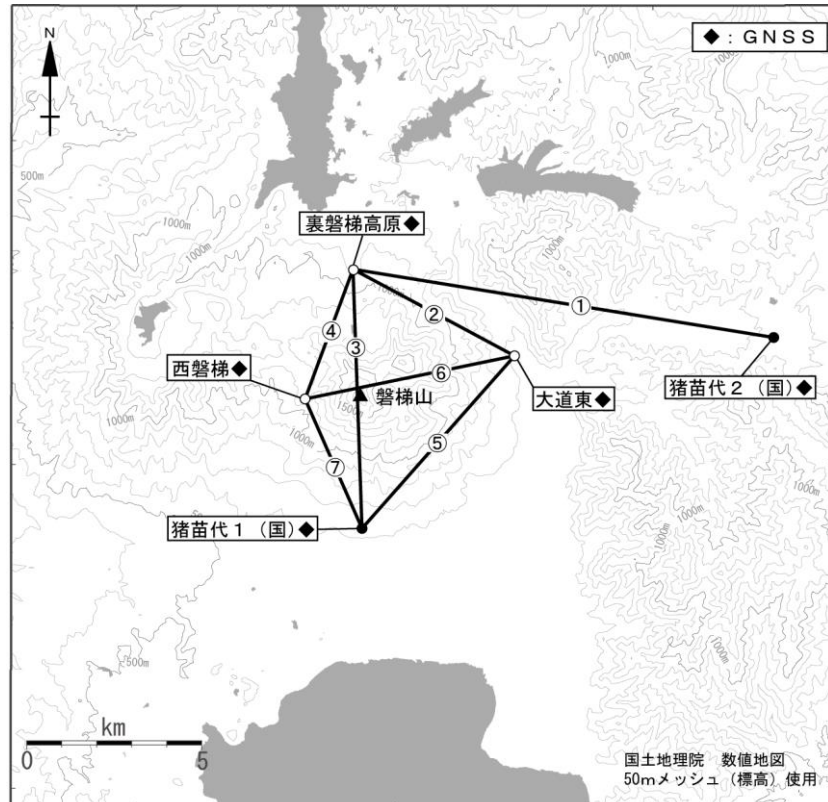 N
◆：ＧＮＳＳ
1000m
1000m
500m
裏磐梯高原◆
1000m
①
②
④
③
西磐梯◆
⑥
磐梯山
大道東◆
猪苗代２（国）◆
1500m
1000m
1000m
1000m
⑤
⑦
猪苗代１（国）◆
1000m
1000m
500m
km
0 5
国土地理院　数値地図
50mメッシュ（標高）使用